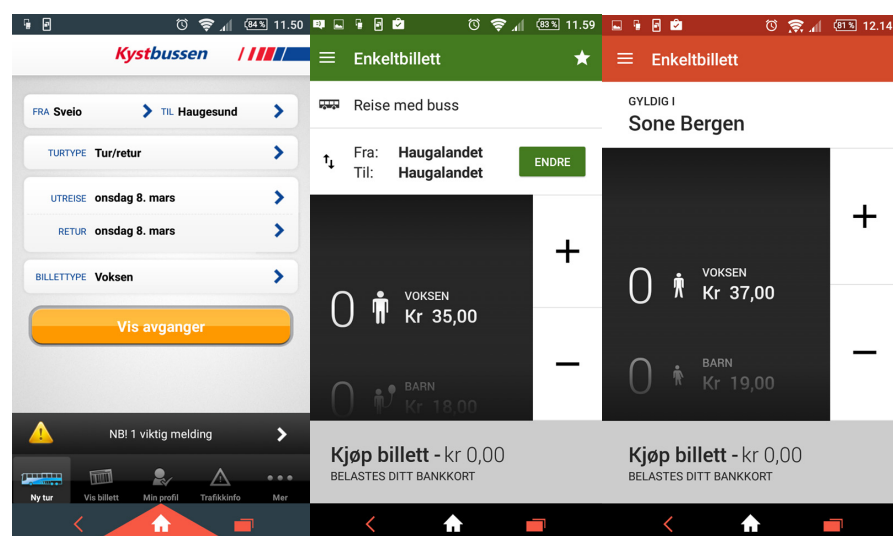 84% 11.50
Kystbussen
FRA Sveio
TIL Haugesund
TURTYPE Tur/retur
UTREISE onsdag 8. mars
RETUR onsdag 8. mars
BILLETTYPE Voksen
Vis avganger
NB! 1 viktig melding
Ny tur
Vis billett
Min profil
Trafikkinfo
Mer
83% 11.59
Enkeltbillett
Reise med buss
Fra: Haugalandet
Til: Haugalandet
ENDRE
0
VOKSEN
Kr 35,00
0
BARN
Kr 18,00
Kjøp billett - kr 0,00
BELASTES DITT BANKKORT
81% 12.14
Enkeltbillett
GYLDIG I
Sone Bergen
0
VOKSEN
Kr 37,00
0
BARN
Kr 19,00
Kjøp billett - kr 0,00
BELASTES DITT BANKKORT